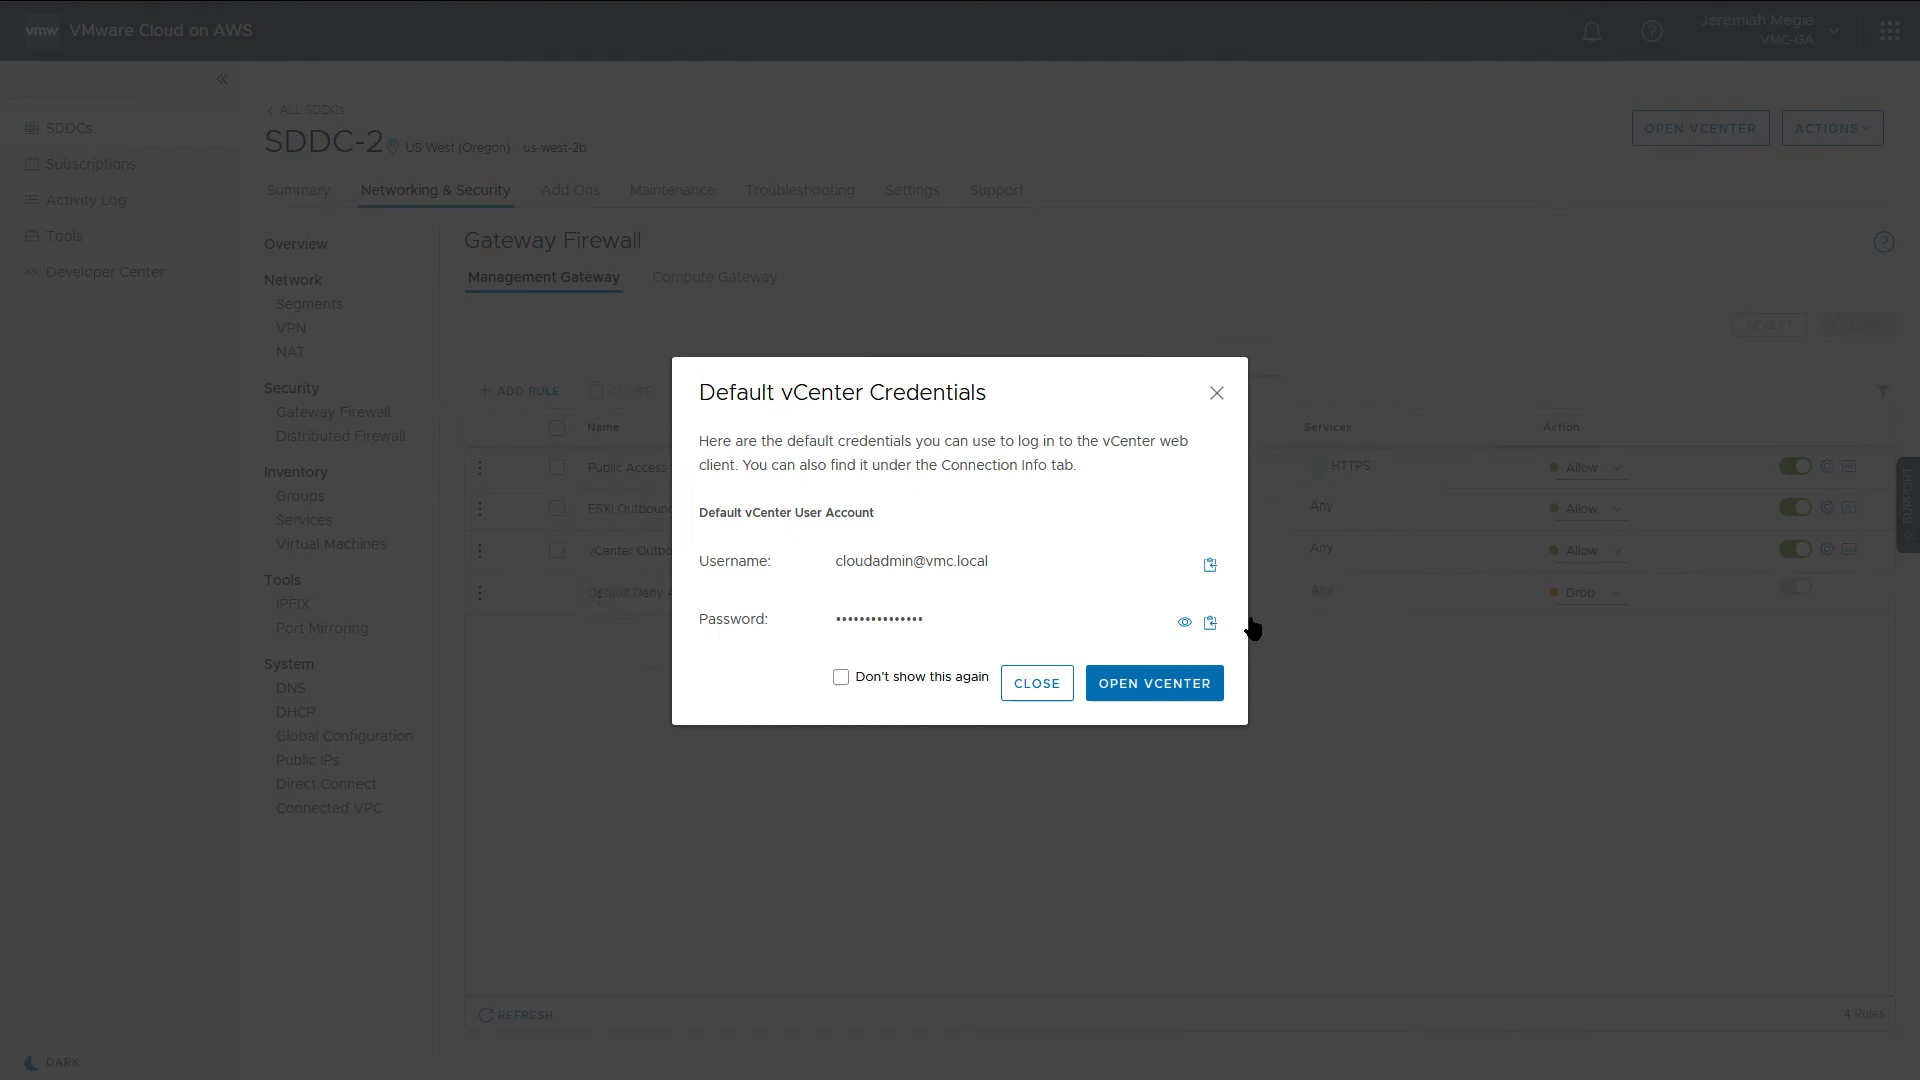 vmw VMware Cloud on AWS
Jeremiah Megie
VMC-GA
ALL SDDCs
SDDC-2 US West (Oregon) us-west-2b
OPEN VCENTER
ACTIONS
SDDCs
Subscriptions
Activity Log
Tools
Developer Center
Summary Networking & Security Add Ons Maintenance Troubleshooting Settings Support
Overview
Network
Segments
VPN
NAT
Security
Gateway Firewall
Distributed Firewall
Inventory
Groups
Services
Virtual Machines
Tools
IPFIX
Port Mirroring
System
DNS
DHCP
Global Configuration
Public IPs
Direct Connect
Connected VPC
Gateway Firewall
Management Gateway Compute Gateway
REVERT PUBLISH
ADD RULE CLONE
Name Services Action
Public Access HTTPS Allow
ESXi Outbound Any Allow
vCenter Outbo Any Allow
Default Deny A Any Drop
Default vCenter Credentials
Here are the default credentials you can use to log in to the vCenter web
client. You can also find it under the Connection Info tab.
Default vCenter User Account
Username: cloudadmin@vmc.local
Password: •••••••••••••••
Don't show this again
CLOSE
OPEN VCENTER
SUPPORT
REFRESH
4 Rules
DARK